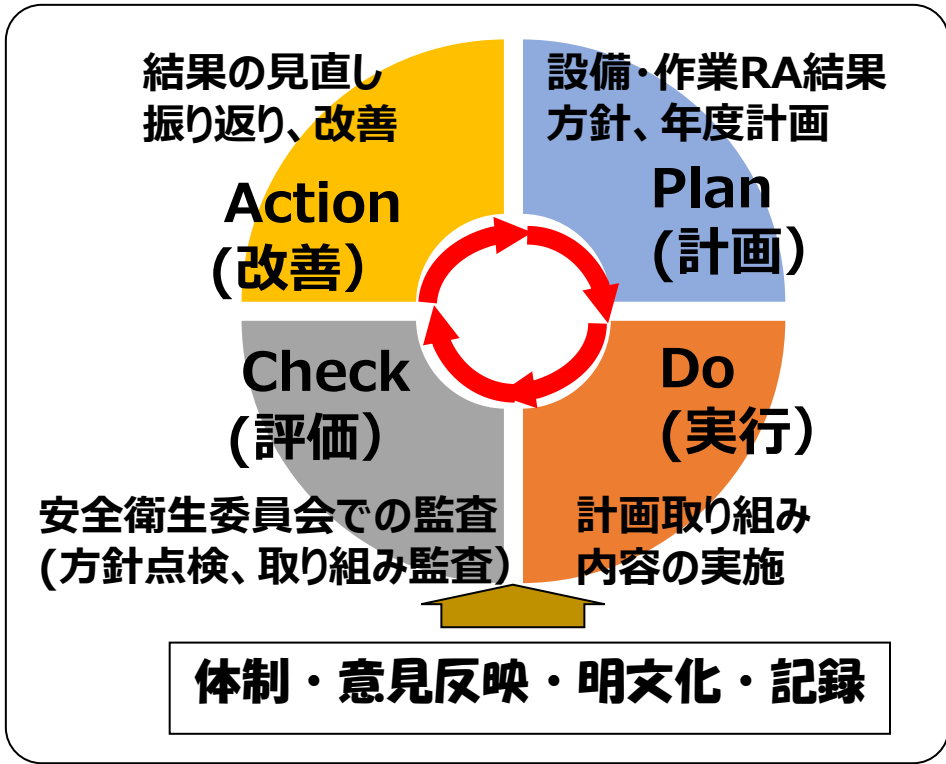 結果の見直し
振り返り、改善
Action
(改善）
設備・作業RA結果
方針、年度計画
Plan
(計画）
Check
(評価）
安全衛生委員会での監査
(方針点検、取り組み監査）
Do
(実行）
計画取り組み
内容の実施
体制・意見反映・明文化・記録